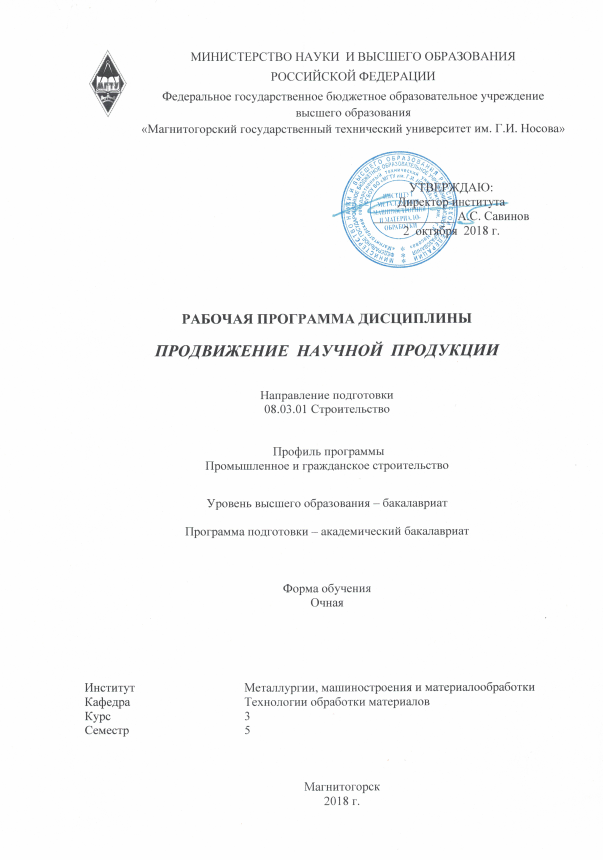 МИНИСТЕРСТВО НАУКИ И ВЫСШЕГО ОБРАЗОВАНИЯ
РОССИЙСКОЙ ФЕДЕРАЦИИ
Федеральное государственное бюджетное образовательное учреждение
высшего образования
«Магнитогорский государственный технический университет им. Г.И. Носова»
УТВЕРЖДАЮ:
Директор института
А.С. Савинов
2 октября 2018 г.
РАБОЧАЯ ПРОГРАММА ДИСЦИПЛИНЫ
ПРОДВИЖЕНИЕ НАУЧНОЙ ПРОДУКЦИИ
Направление подготовки
08.03.01 Строительство
Профиль программы
Промышленное и гражданское строительство
Уровень высшего образования – бакалавриат
Программа подготовки – академический бакалавриат
Форма обучения
Очная
Институт Металлургии, машиностроения и материалообработки
Кафедра Технологии обработки материалов
Курс 3
Семестр 5
Магнитогорск
2018 г.